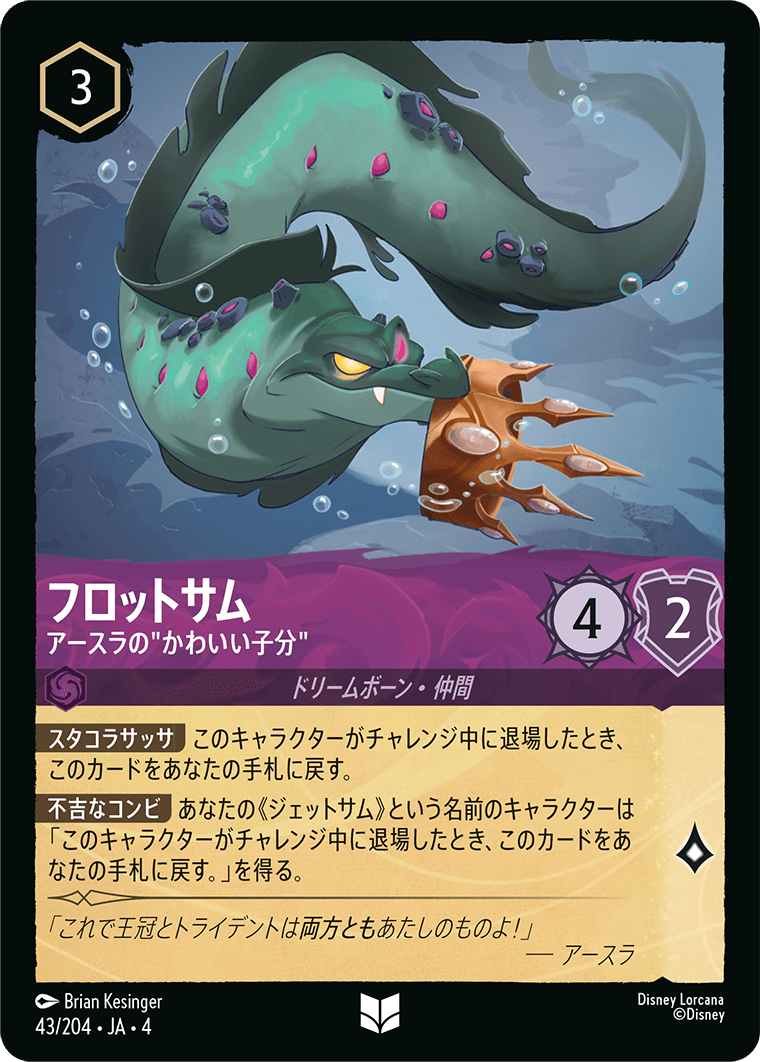 3
フロットサム
アースラの"かわいい子分"
4
2
ドリームボーン・仲間
スタコラサッサ このキャラクターがチャレンジ中に退場したとき、
このカードをあなたの手札に戻す。
不吉なコンビ あなたの《ジェットサム》という名前のキャラクターは
「このキャラクターがチャレンジ中に退場したとき、このカードをあ
なたの手札に戻す。」を得る。
「これで王冠とトライデントは両方ともあたしのものよ!」
— アースラ
Brian Kesinger
43/204・JA・4
Disney Lorcana
©Disney